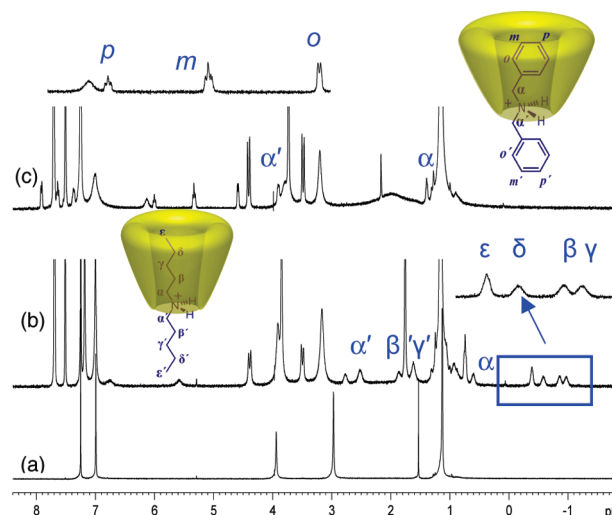 p m o
m p
o
α
+ N H
H
α'
o'
m' p'
(c)
α' α
ε
γ δ
β
α +
N H
α' H
β'
γ'
δ'
ε'
ε δ β γ
(b)
α' β' γ' α
(a)
8 7 6 5 4 3 2 1 0 -1 p